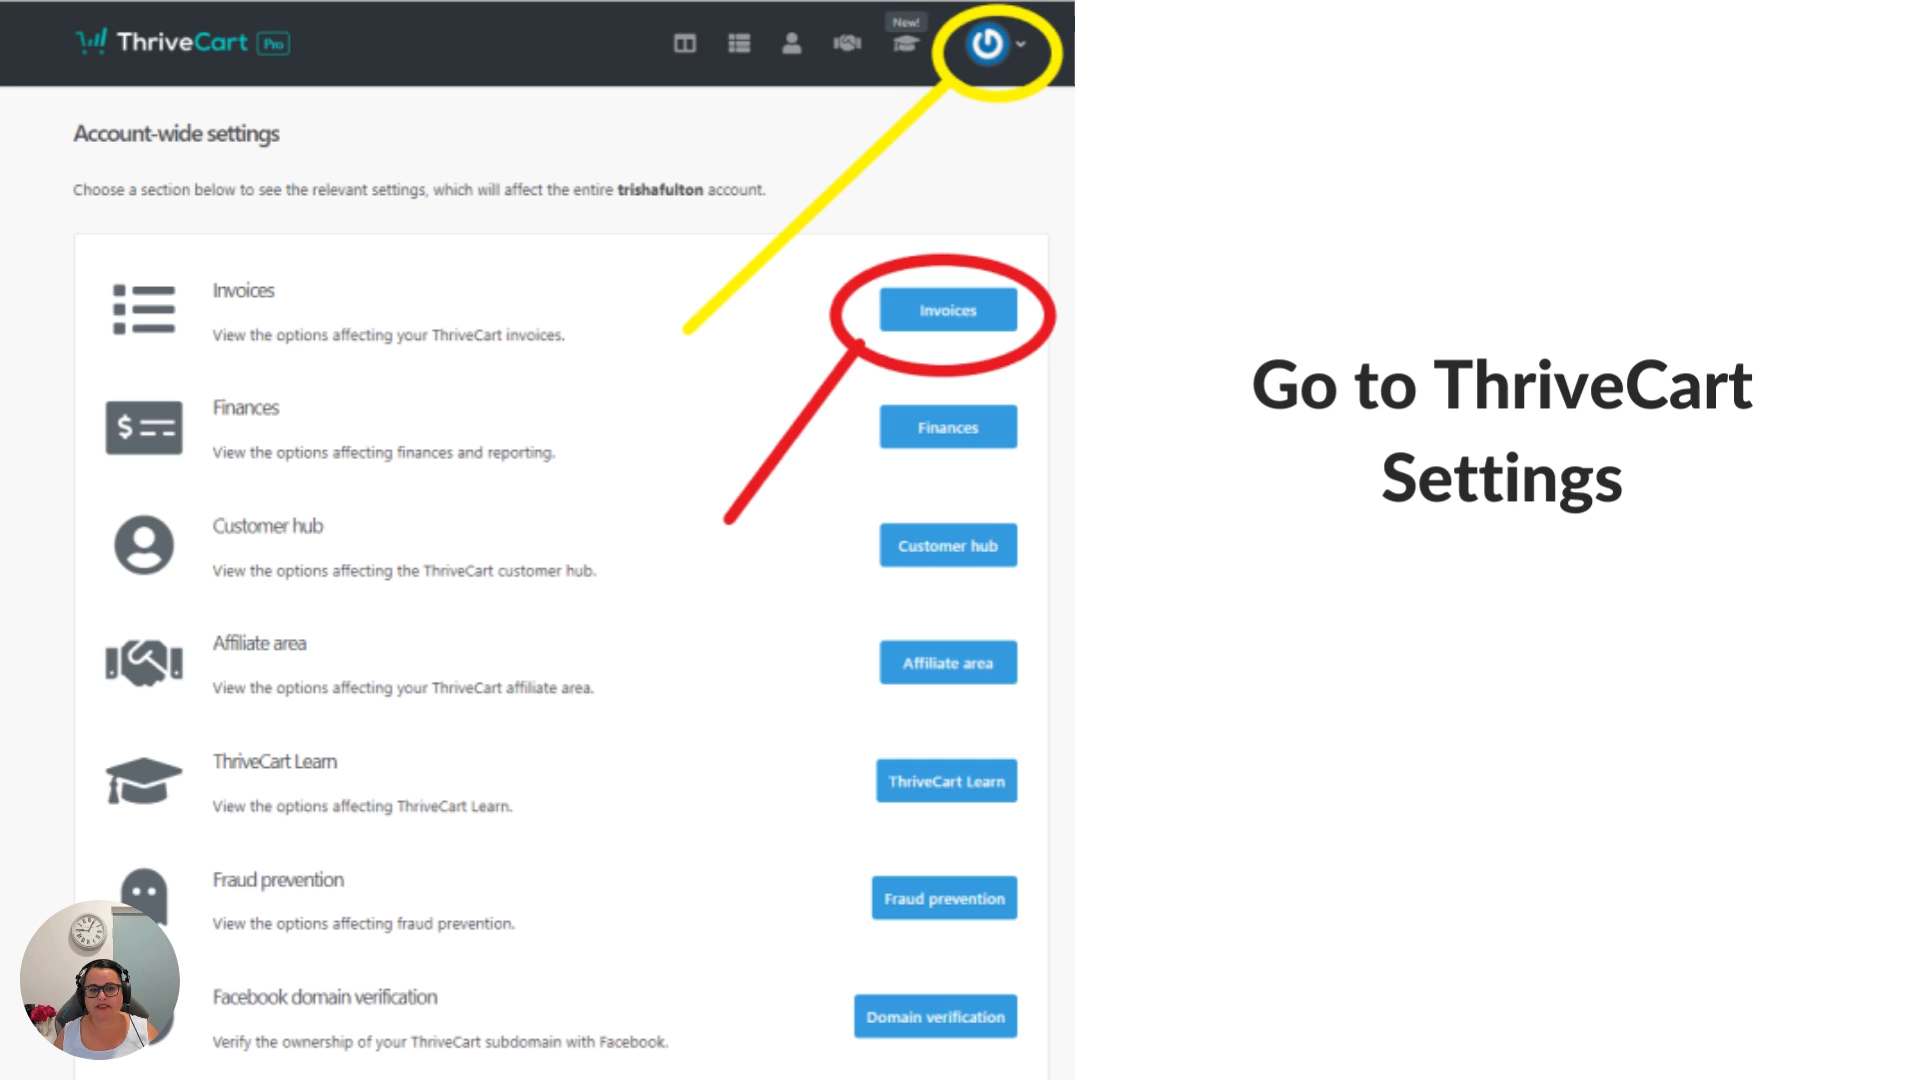 ThriveCart Pro
New!
Account-wide settings
Choose a section below to see the relevant settings, which will affect the entire trishafulton account.
Invoices
View the options affecting your ThriveCart invoices.
Invoices
Finances
View the options affecting finances and reporting.
Finances
Customer hub
View the options affecting the ThriveCart customer hub.
Customer hub
Affiliate area
View the options affecting your ThriveCart affiliate area.
Affiliate area
ThriveCart Learn
View the options affecting ThriveCart Learn.
ThriveCart Learn
Fraud prevention
View the options affecting fraud prevention.
Fraud prevention
Facebook domain verification
Verify the ownership of your ThriveCart subdomain with Facebook.
Domain verification
Go to ThriveCart
Settings